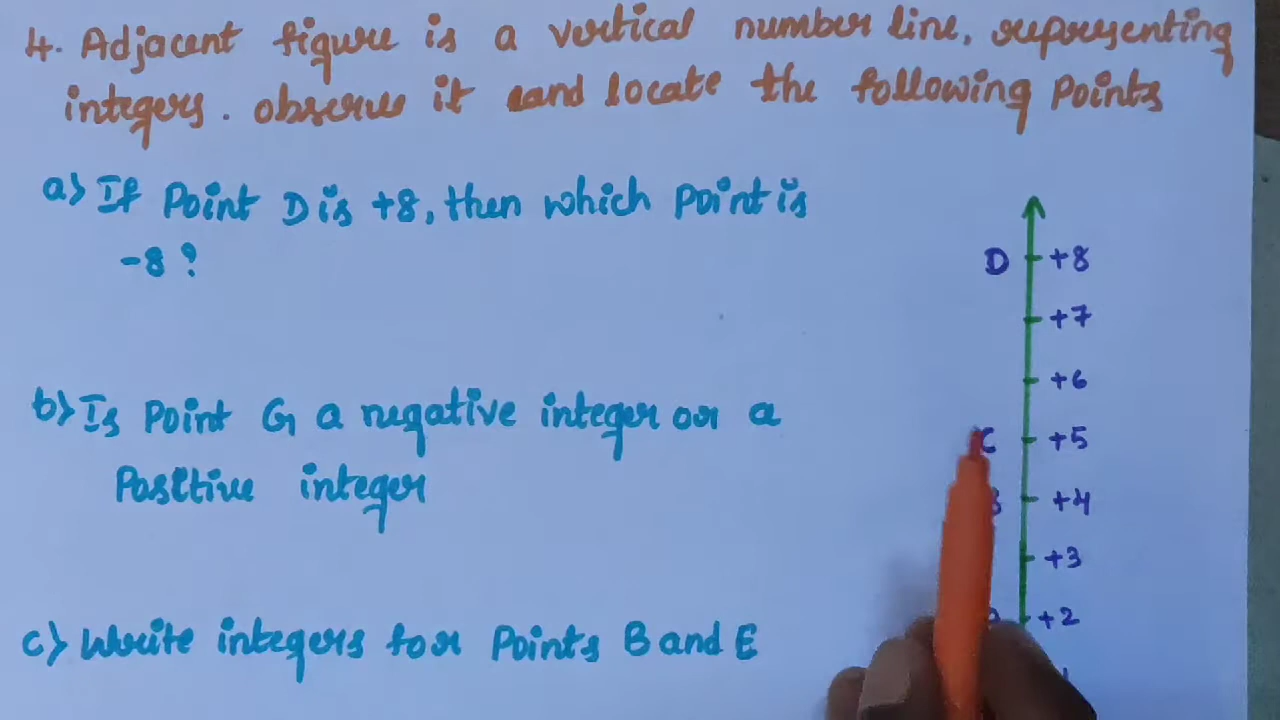 4. Adjacent figure is a vertical number line, representing
integers. observe it and locate the following Points
a) If Point D is +8, then which Point is
-8 ?
b) Is Point G a negative integer or a
Positive integer
c) Write integers for Points B and E
D +8
+7
+6
C +5
+4
+3
+2